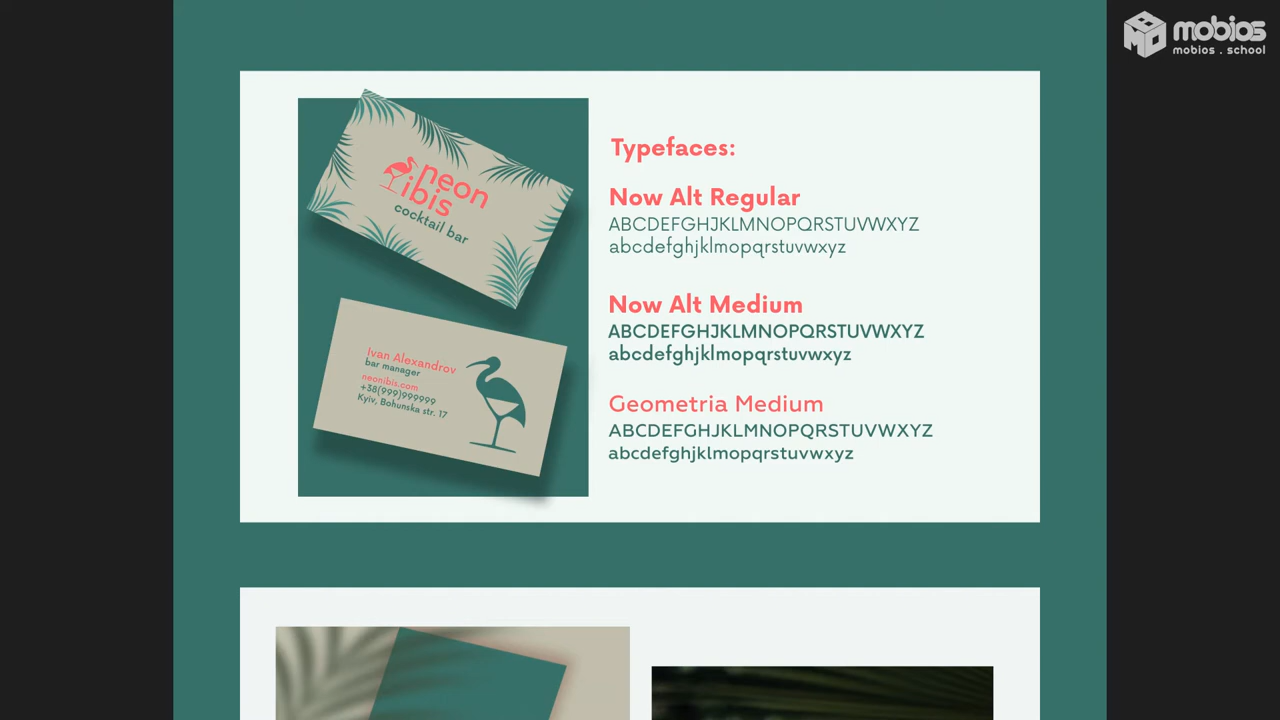 mobios
mobios . school
Typefaces:
Now Alt Regular
ABCDEFGHJKLMNOPQRSTUVWXYZ
abcdefghjklmopqrstuvwxyz
Now Alt Medium
ABCDEFGHJKLMNOPQRSTUVWXYZ
abcdefghjklmopqrstuvwxyz
Geometria Medium
ABCDEFGHJKLMNOPQRSTUVWXYZ
abcdefghjklmopqrstuvwxyz
neon
ibis
cocktail bar
Ivan Alexandrov
bar manager
neonibis.com
+38(999)999999
Kyiv, Bohunska str. 17